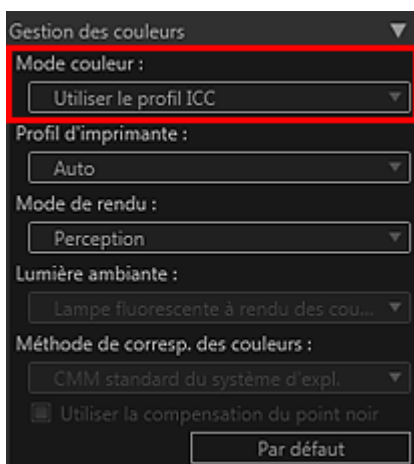 Gestion des couleurs
Mode couleur :
Utiliser le profil ICC
Profil d'imprimante :
Auto
Mode de rendu :
Perception
Lumière ambiante :
Lampe fluorescente à rendu des cou...
Méthode de corresp. des couleurs :
CMM standard du système d'expl.
Utiliser la compensation du point noir
Par défaut